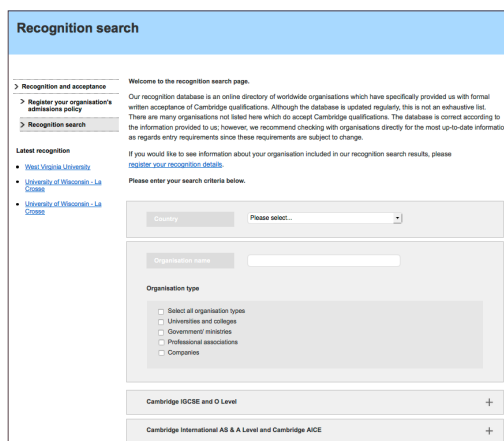 Recognition search
> Recognition and acceptance
> Register your organisation's
admissions policy
> Recognition search
Latest recognition
West Virginia University
University of Wisconsin - La
Crosse
University of Wisconsin - La
Crosse
Welcome to the recognition search page.
Our recognition database is an online directory of worldwide organisations which have specifically provided us with formal
written acceptance of Cambridge qualifications. Although the database is updated regularly, this is not an exhaustive list.
There are many organisations not listed here which do accept Cambridge qualifications. The database is correct according to
the information provided to us; however, we recommend checking with organisations directly for the most up-to-date informatio
as regards entry requirements since these requirements are subject to change.
If you would like to see information about your organisation included in our recognition search results, please
register your recognition details.
Please enter your search criteria below.
Country
Please select...
Organisation name
Organisation type
Select all organisation types
Universities and colleges
Government/ ministries
Professional associations
Companies
Cambridge IGCSE and O Level +
Cambridge International AS & A Level and Cambridge AICE +